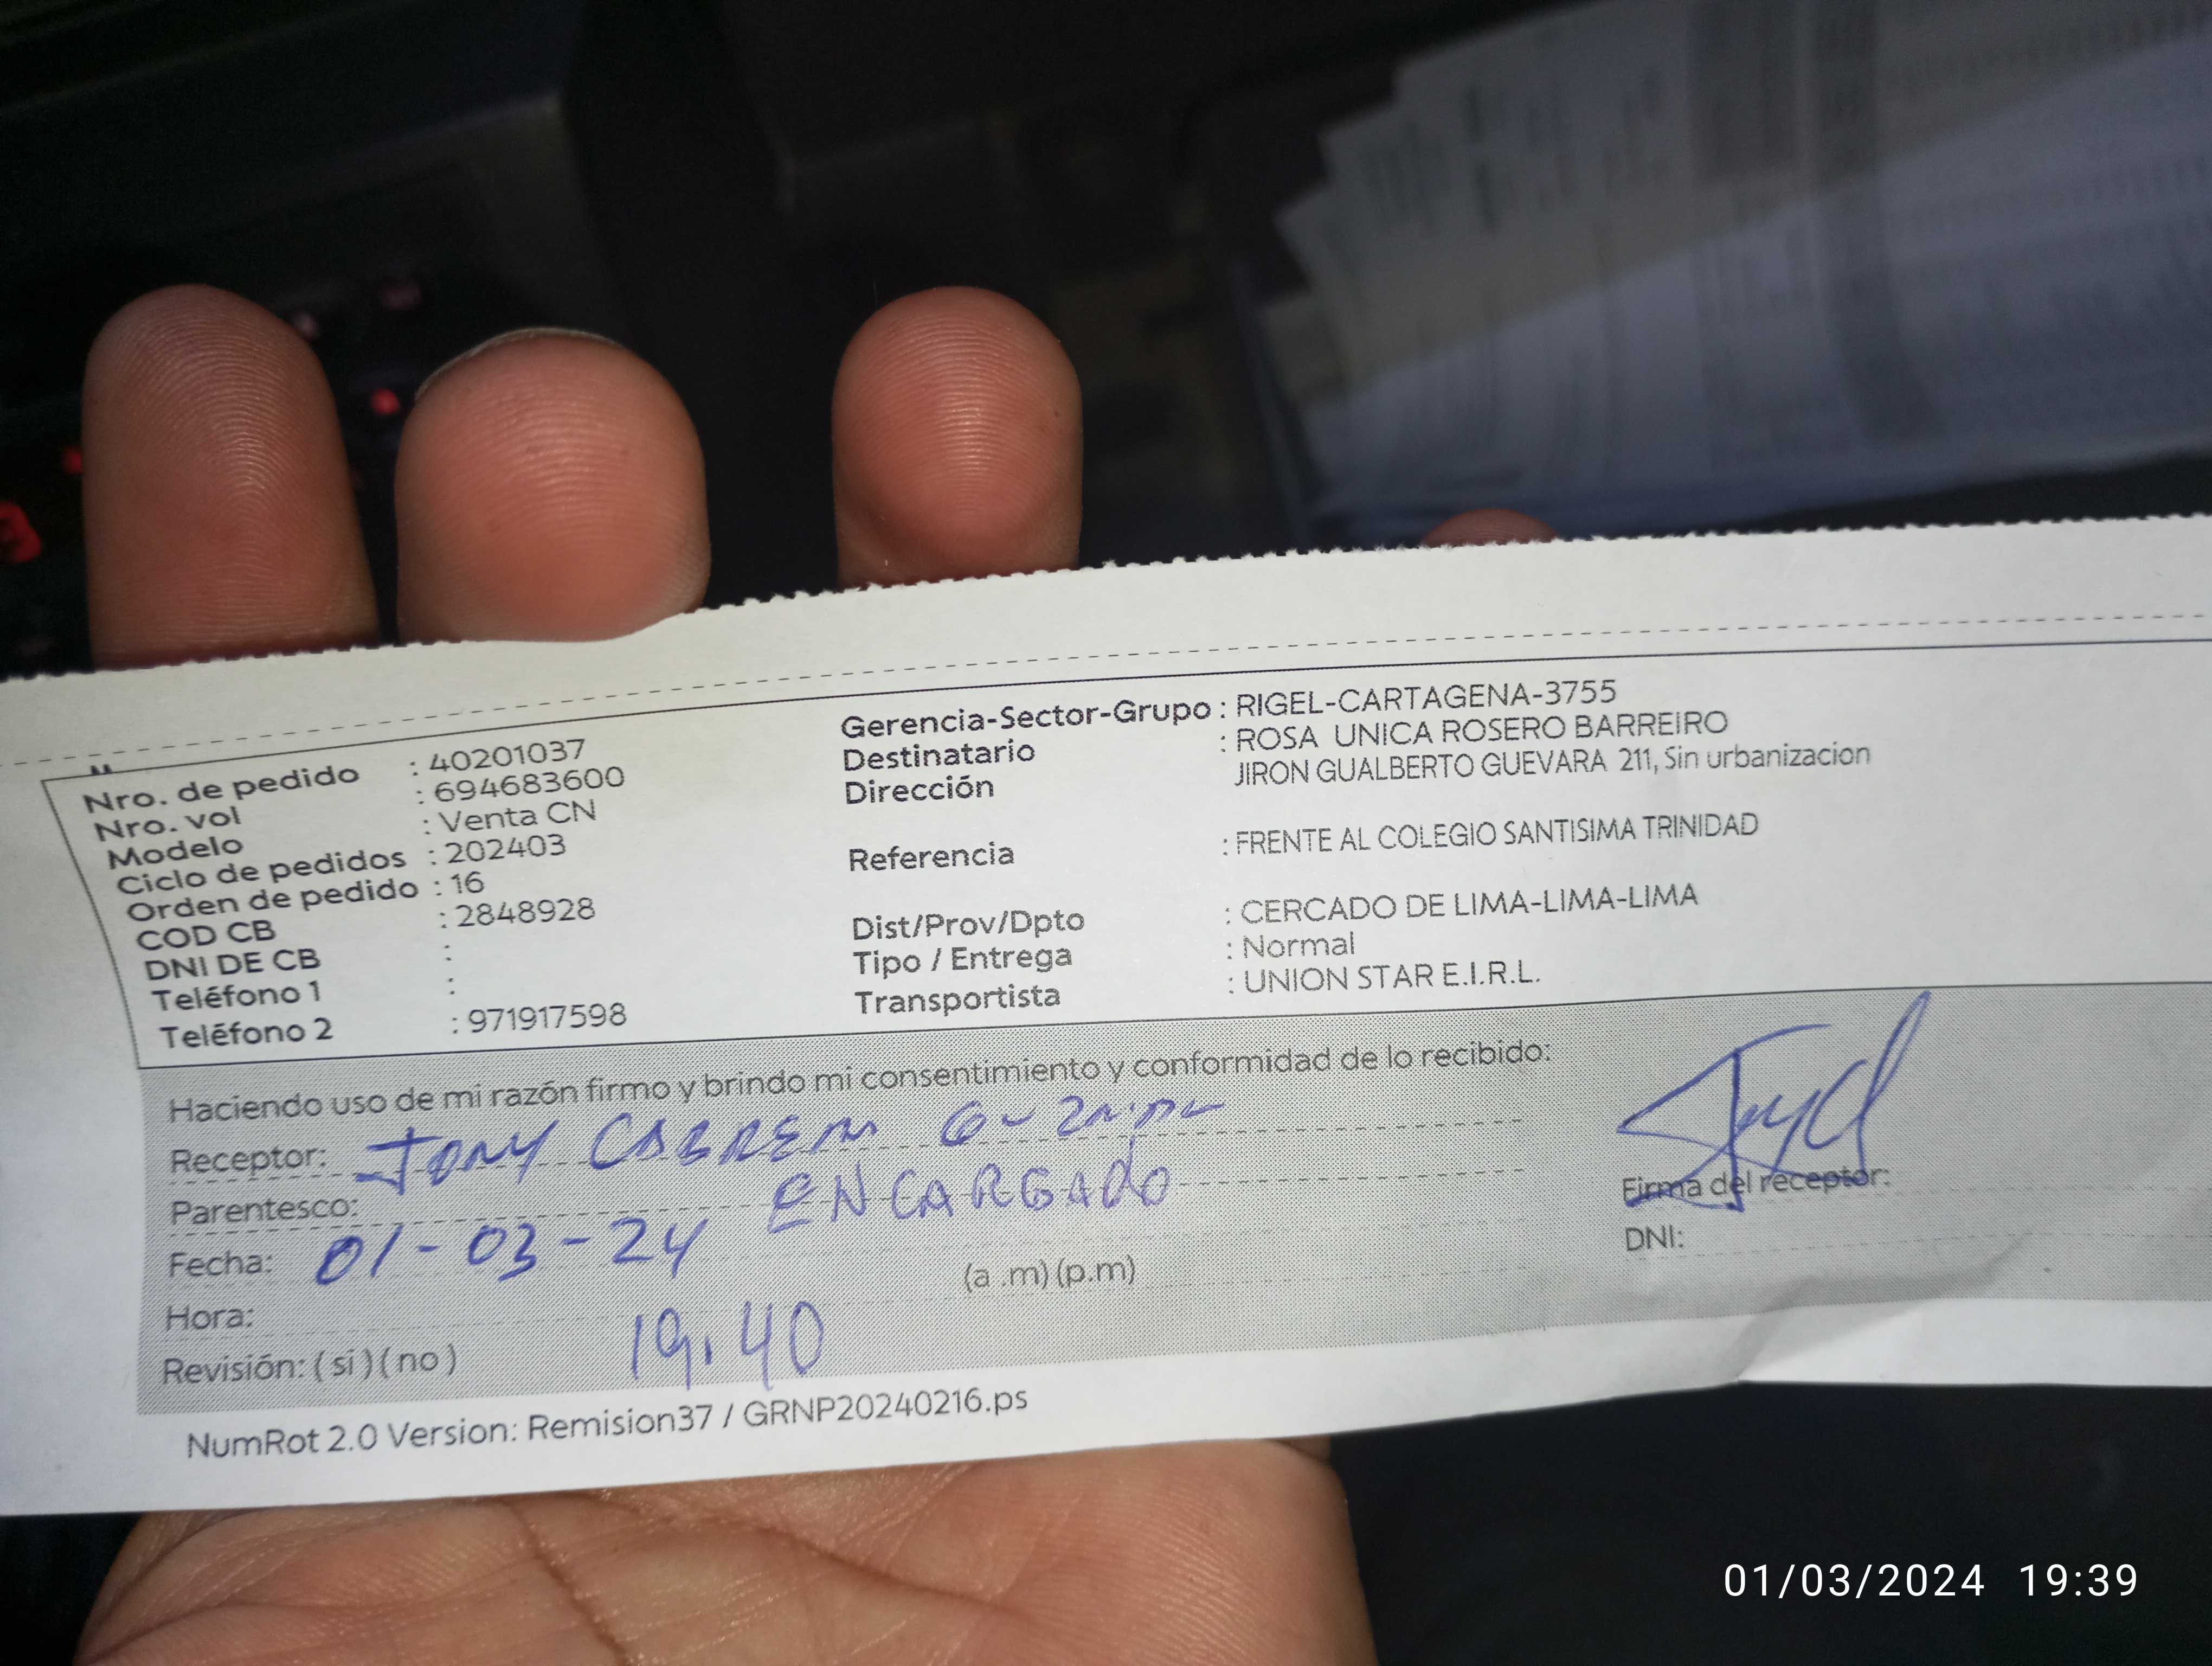 Nro. de pedido : 40201037
Nro. vol : 694683600
Modelo : Venta CN
Ciclo de pedidos : 202403
Orden de pedido : 16
COD CB : 2848928
DNI DE CB :
Teléfono 1 :
Teléfono 2 : 971917598
Gerencia-Sector-Grupo : RIGEL-CARTAGENA-3755
Destinatario : ROSA UNICA ROSERO BARREIRO
Dirección JIRON GUALBERTO GUEVARA 211, Sin urbanizacion
Referencia : FRENTE AL COLEGIO SANTISIMA TRINIDAD
Dist/Prov/Dpto : CERCADO DE LIMA-LIMA-LIMA
Tipo / Entrega : Normal
Transportista : UNION STAR E.I.R.L.
Haciendo uso de mi razón firmo y brindo mi consentimiento y conformidad de lo recibido:
Receptor: JONY
Parentesco: ENCARGADO
Fecha: 01-03-24
Hora: (a .m) (p.m)
19.40
Revisión: ( sí ) ( no )
Firma del receptor:
DNI:
NumRot 2.0 Version: Remision37 / GRNP20240216.ps
01/03/2024 19:39